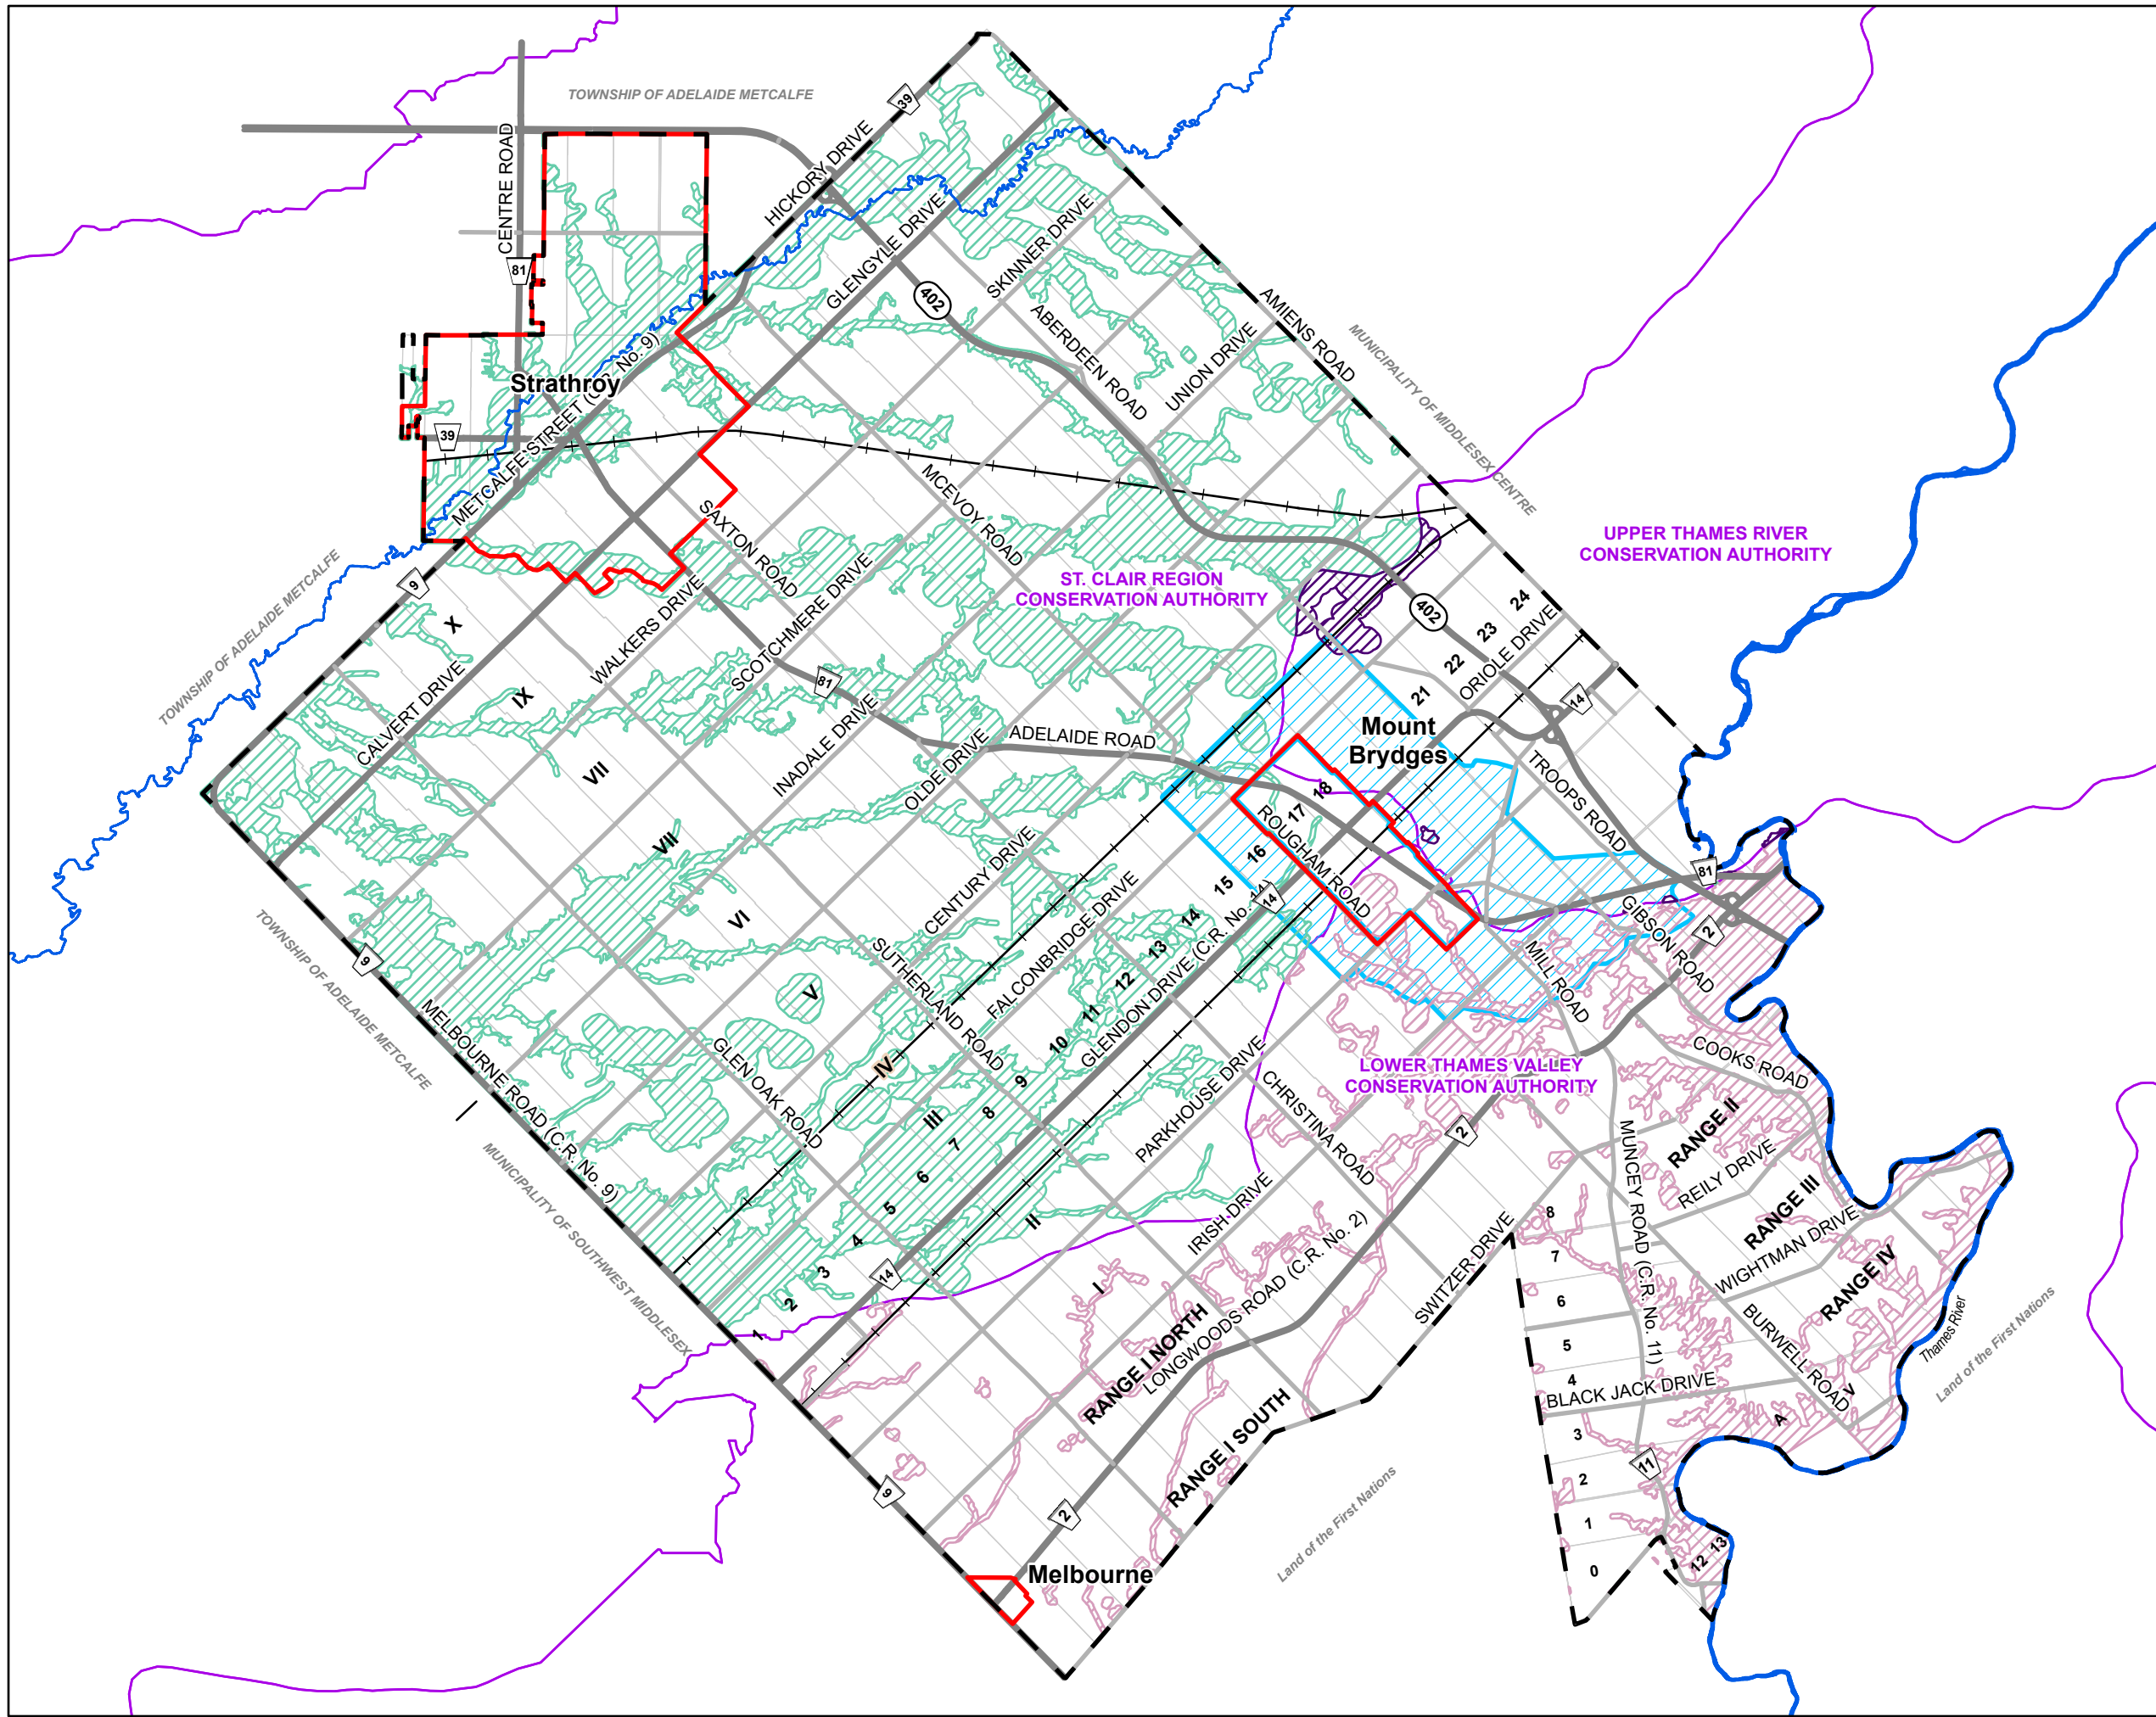 TOWNSHIP OF ADELAIDE METCALFE
39
HICKORY DRIVE
CENTRE ROAD
81
GLENGYLE DRIVE
402
SKINNER DRIVE
ABERDEEN ROAD
UNION DRIVE
AMIENS ROAD
MUNICIPALITY OF MIDDLESEX CENTRE
Strathroy
METCALFE STREET (C.R. No. 9)
39
SAXTON ROAD
MCEVOY ROAD
UPPER THAMES RIVER
CONSERVATION AUTHORITY
ST. CLAIR REGION
CONSERVATION AUTHORITY
TOWNSHIP OF ADELAIDE METCALFE
9
X
WALKERS DRIVE
SCOTCHMERE DRIVE
402
24
23
22
21
ORIOLE DRIVE
14
CALVERT DRIVE
IX
81
INADALE DRIVE
OLDE DRIVE
ADELAIDE ROAD
Mount
Brydges
TROOPS ROAD
VII
VII
18
17
16
15
ROUGHAM ROAD
81
VI
CENTURY DRIVE
FALCONBRIDGE DRIVE
14
GIBSON ROAD
2
TOWNSHIP OF ADELAIDE METCALFE
9
V
SUTHERLAND ROAD
14
13
12
11
10
9
8
7
6
5
4
3
2
1
GLENDON DRIVE (C.R. No. 14)
MILL ROAD
MELBOURNE ROAD (C.R. No. 9)
GLEN OAK ROAD
IV
III
II
PARKHOUSE DRIVE
CHRISTINA ROAD
LOWER THAMES VALLEY
CONSERVATION AUTHORITY
COOKS ROAD
2
RANGE II
REILY DRIVE
MUNCEY ROAD (C.R. No. 11)
MUNICIPALITY OF SOUTHWEST MIDDLESEX
14
IRISH DRIVE
I
RANGE I NORTH
LONGWOODS ROAD (C.R. No. 2)
SWITZER DRIVE
RANGE III
WIGHTMAN DRIVE
RANGE IV
BURWELL ROAD
Thames River
Land of the First Nations
8
7
6
5
4
BLACK JACK DRIVE
V
A
3
11
2
1
0
12
13
RANGE I SOUTH
9
2
Land of the First Nations
Melbourne